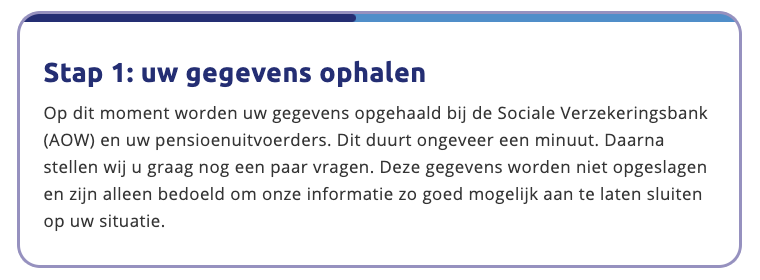 Stap 1: uw gegevens ophalen
Op dit moment worden uw gegevens opgehaald bij de Sociale Verzekeringsbank
(AOW) en uw pensioenuitvoerders. Dit duurt ongeveer een minuut. Daarna
stellen wij u graag nog een paar vragen. Deze gegevens worden niet opgeslagen
en zijn alleen bedoeld om onze informatie zo goed mogelijk aan te laten sluiten
op uw situatie.